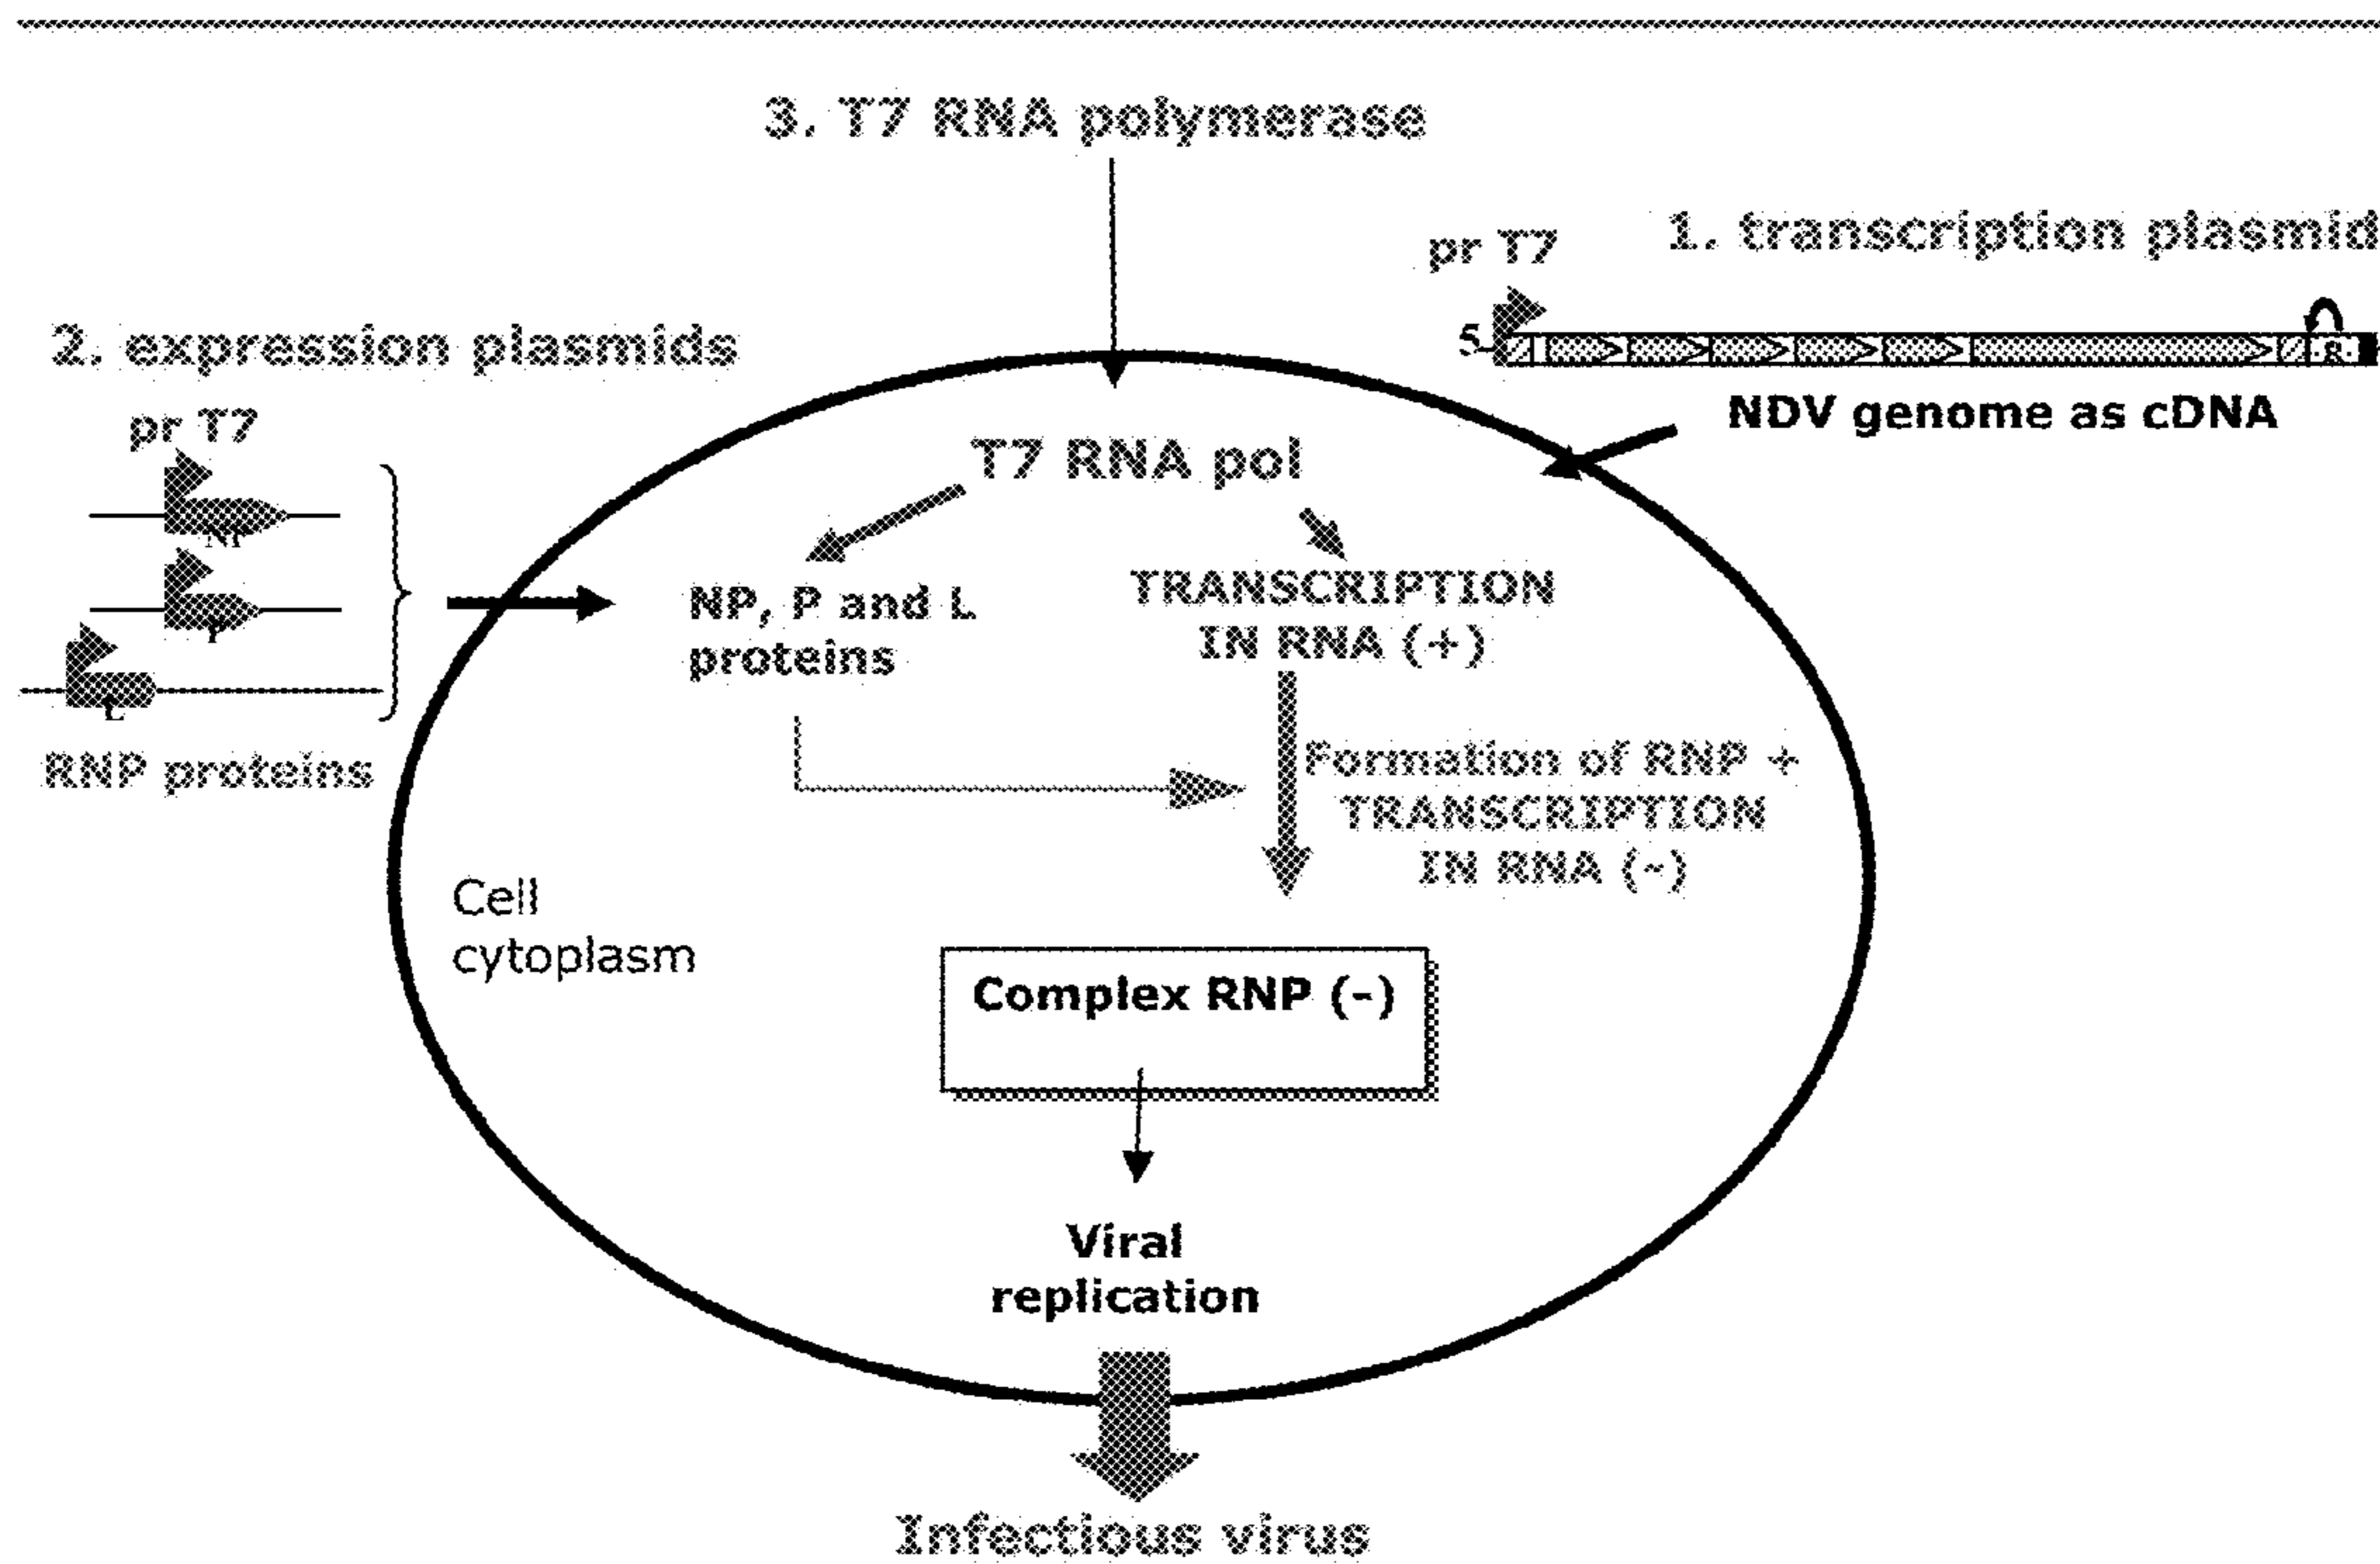 3. T7 RNA polymerase
1. transcription plasmid
pr T7
5
R
NDV genome as cDNA
2. expression plasmids
pr T7
P
L
RNP proteins
T7 RNA pol
NP, P and L
proteins
TRANSCRIPTION
IN RNA (+)
Formation of RNP +
TRANSCRIPTION
IN RNA (-)
Cell
cytoplasm
Complex RNP (-)
Viral
replication
Infectious virus